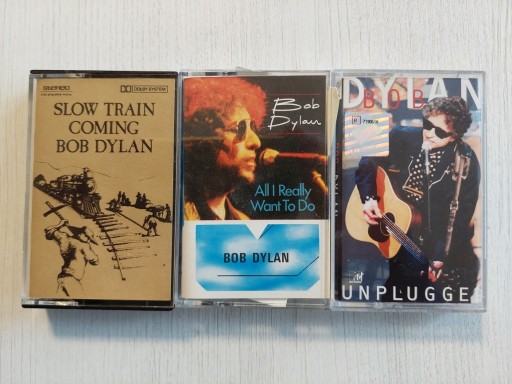 STEREO
DOLBY SYSTEM
SLOW TRAIN
COMING
BOB DYLAN
Bob
Dylan
All I Really
Want To Do
BOB DYLAN
DYLAN
BOB
UNPLUGGE